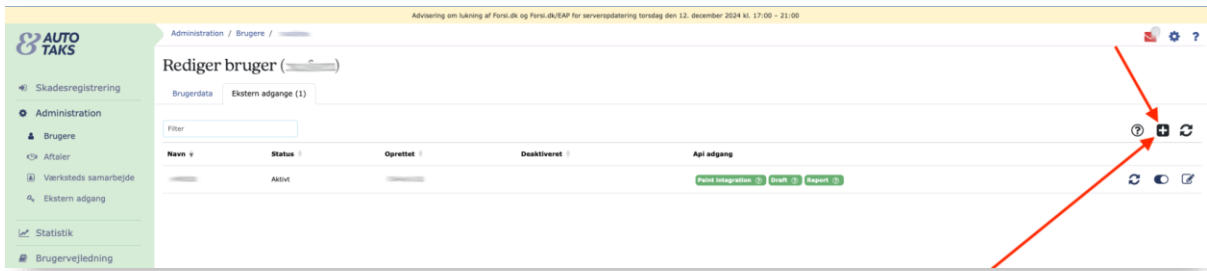 Advisering om lukning af Forsi.dk og Forsi.dk/EAP for serveropdatering torsdag den 12. december 2024 kl. 17:00 – 21:00
AUTO
TAKS
Administration / Brugere /
?
Rediger bruger (
)
Skadesregistrering
Brugerdata Ekstern adgange (1)
Administration
Filter
Brugere
Navn Status Oprettet Deaktiveret Api adgang
Aftaler
Værksteds samarbejde
Aktivt Paint integration Draft Report
Ekstern adgang
Statistik
Brugervejledning